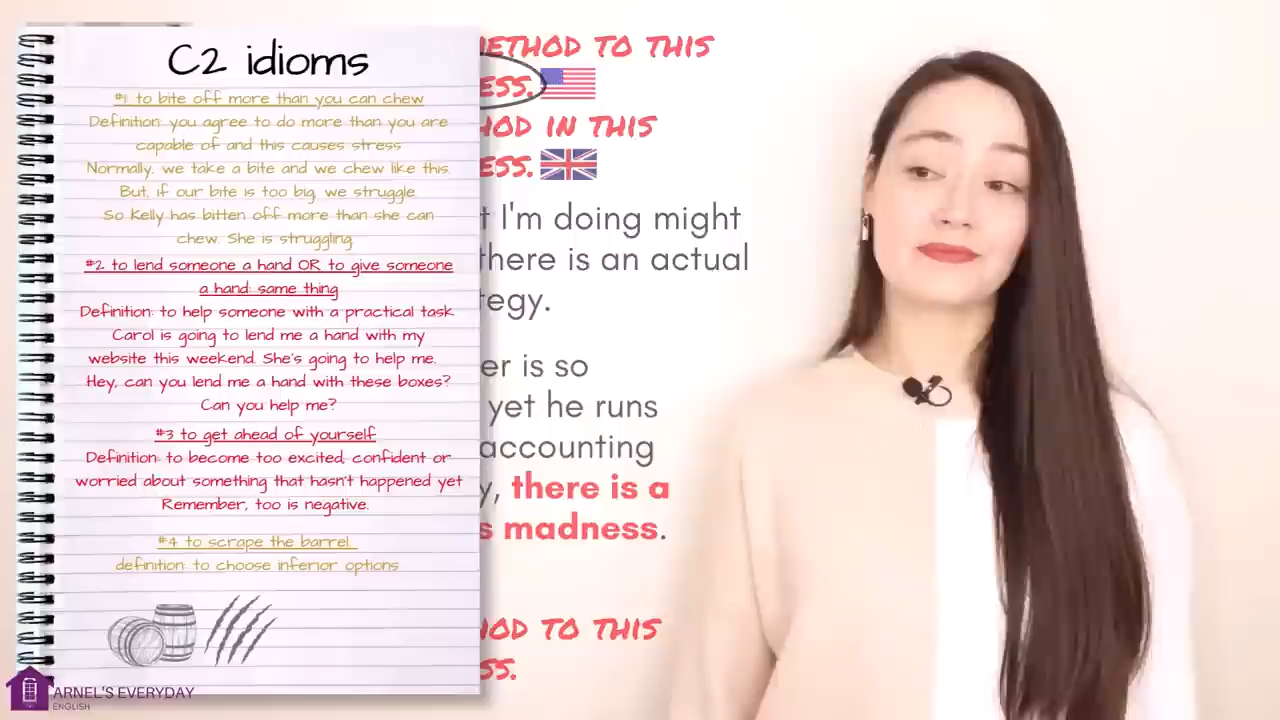 C2 idioms
#1 to bite off more than you can chew
Definition: you agree to do more than you are
capable of and this causes stress
Normally, we take a bite and we chew like this.
But, if our bite is too big, we struggle.
So Kelly has bitten off more than she can
chew. She is struggling.
#2 to lend someone a hand OR to give someone
a hand: same thing
Definition: to help someone with a practical task
Carol is going to lend me a hand with my
website this weekend. She's going to help me.
Hey, can you lend me a hand with these boxes?
Can you help me?
#3 to get ahead of yourself
Definition: to become too excited, confident or
worried about something that hasn't happened yet
Remember, too is negative.
#4 to scrape the barrel
definition: to choose inferior options
ARNEL'S EVERYDAY
ENGLISH
ETHOD TO THIS
ESS.
HOD IN THIS
ESS.
t I'm doing might
there is an actual
tegy.
er is so
yet he runs
accounting
y, there is a
s madness.
HOD TO THIS
SS.